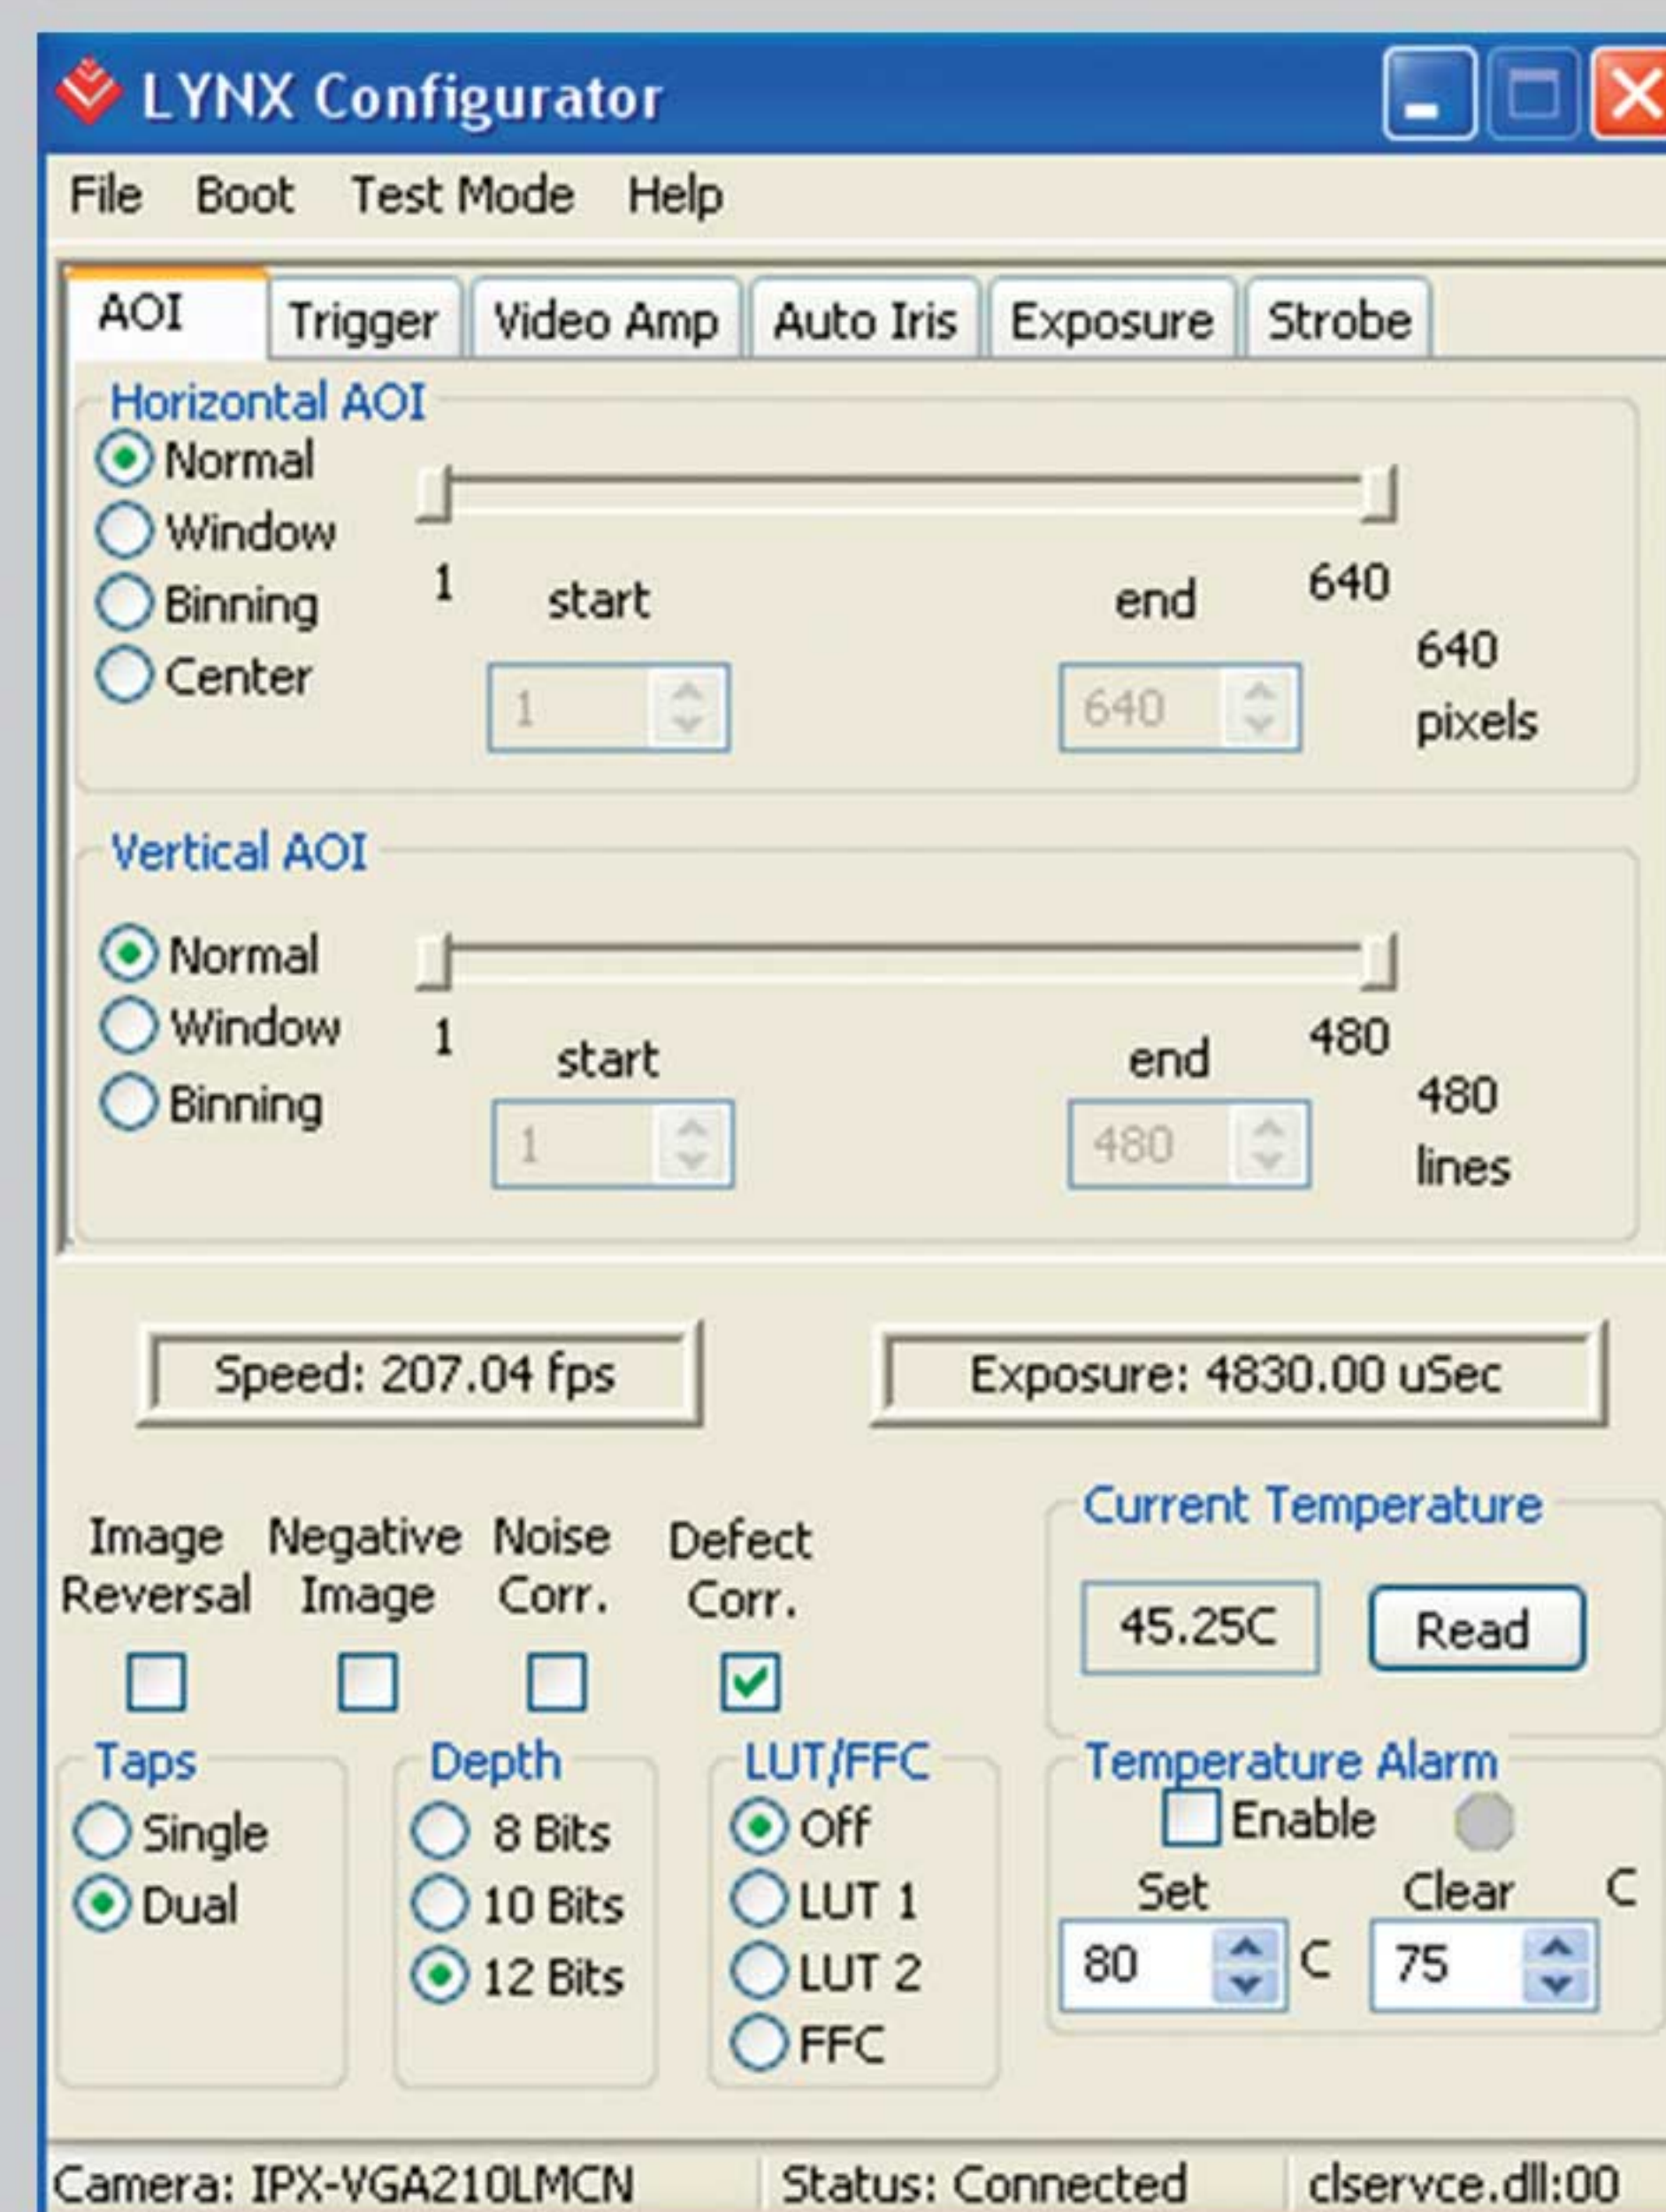 LYNX Configurator
File Boot Test Mode Help
AOI Trigger Video Amp Auto Iris Exposure Strobe
Horizontal AOI
Normal
Window
Binning
Center
1 start end 640
1 640
640
pixels
Vertical AOI
Normal
Window
Binning
1 start end 480
1 480
480
lines
Speed: 207.04 fps Exposure: 4830.00 uSec
Image
Reversal
Negative
Image
Noise
Corr.
Defect
Corr.
Current Temperature
45.25C Read
Taps
Single
Dual
Depth
8 Bits
10 Bits
12 Bits
LUT/FFC
Off
LUT 1
LUT 2
FFC
Temperature Alarm
Enable
Set Clear C
80 C 75
Camera: IPX-VGA210LMCN Status: Connected clservce.dll:00